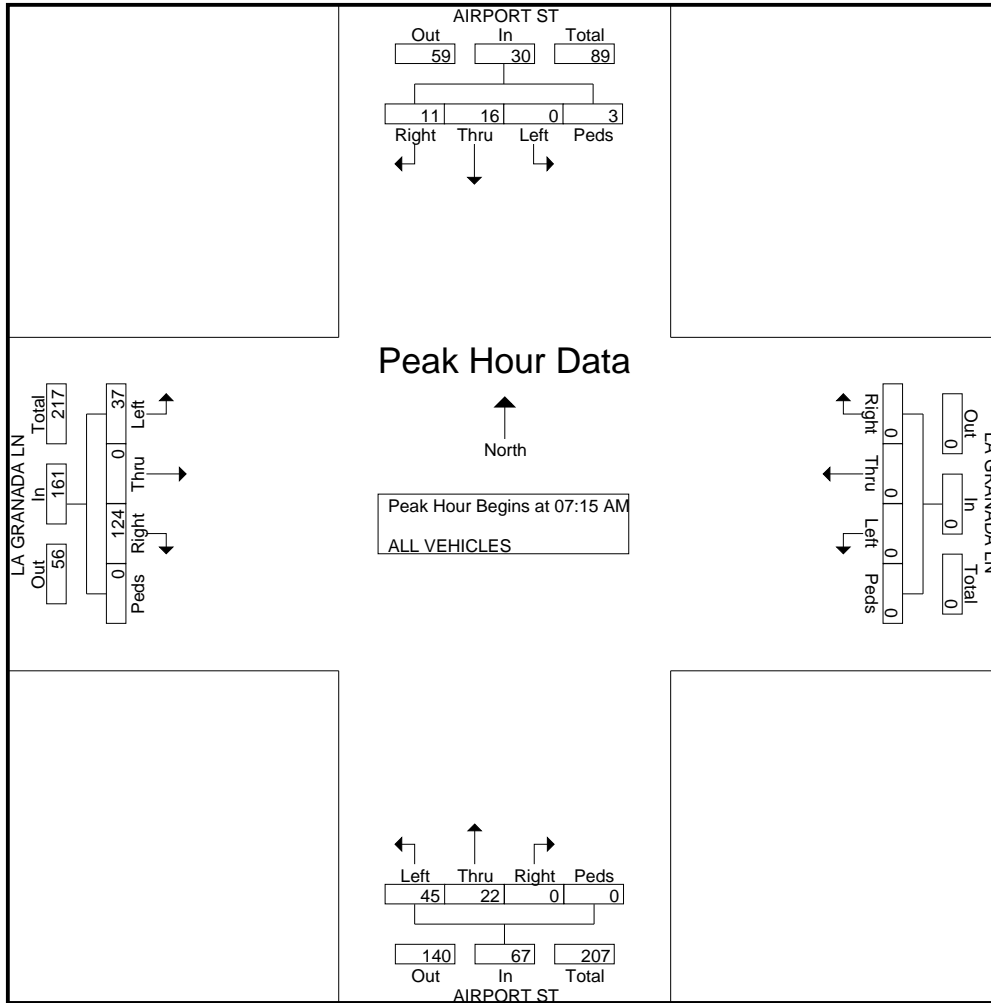 AIRPORT ST
Out In Total
59 30 89
11 16 0 3
Right Thru Left Peds
Peak Hour Data
North
Peak Hour Begins at 07:15 AM
ALL VEHICLES
LA GRANADA LN
Out In Total
56 161 217
37 0 124 0
Left Thru Right Peds
LA GRANADA LN
Out In Total
0 0 0
Right Thru Left Peds
0 0 0 0
Left Thru Right Peds
45 22 0 0
140 67 207
Out In Total
AIRPORT ST